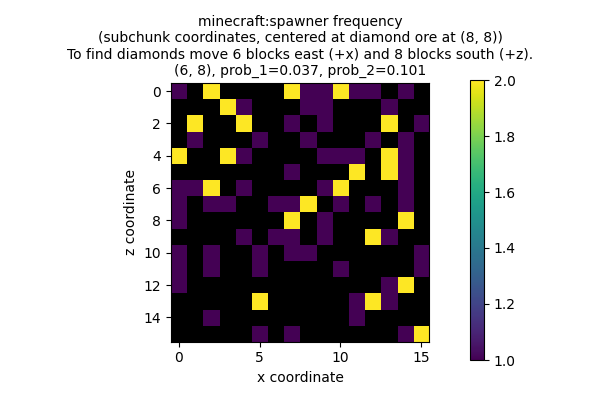 minecraft:spawner frequency
(subchunk coordinates, centered at diamond ore at (8, 8))
To find diamonds move 6 blocks east (+x) and 8 blocks south (+z).
(6, 8), prob_1=0.037, prob_2=0.101
0
2
4
6
8
10
12
14
z coordinate
0 5 10 15
x coordinate
2.0
1.8
1.6
1.4
1.2
1.0